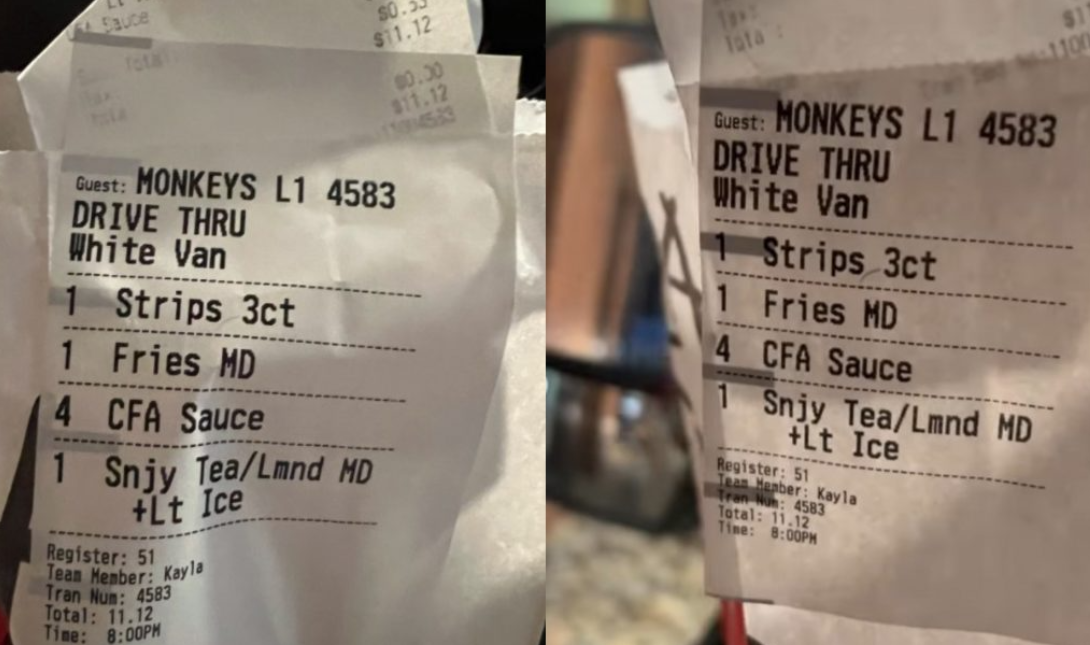 Sauce
$0.33
$11.12
Total:
$0.30
$11.12
Guest: MONKEYS L1 4583
DRIVE THRU
White Van
1 Strips 3ct
1 Fries MD
4 CFA Sauce
1 Snjy Tea/Lmnd MD
+Lt Ice
Register: 51
Team Member: Kayla
Tran Num: 4583
Total: 11.12
Time: 8:00PM
Guest: MONKEYS L1 4583
DRIVE THRU
White Van
1 Strips 3ct
1 Fries MD
4 CFA Sauce
1 Snjy Tea/Lmnd MD
+Lt Ice
Register: 51
Team Member: Kayla
Tran Num: 4583
Total: 11.12
Time: 8:00PM